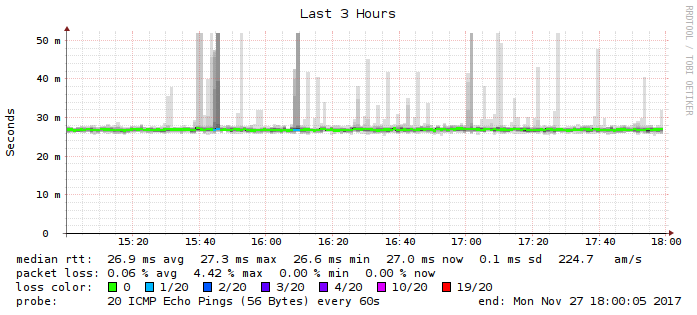 Last 3 Hours
RRDTOOL / TOBI OETIKER
Seconds
50 m
40 m
30 m
20 m
10 m
0
15:20 15:40 16:00 16:20 16:40 17:00 17:20 17:40 18:00
median rtt: 26.9 ms avg 27.3 ms max 26.6 ms min 27.0 ms now 0.1 ms sd 224.7 am/s
packet loss: 0.06 % avg 4.42 % max 0.00 % min 0.00 % now
loss color: 0 1/20 2/20 3/20 4/20 10/20 19/20
probe: 20 ICMP Echo Pings (56 Bytes) every 60s end: Mon Nov 27 18:00:05 2017